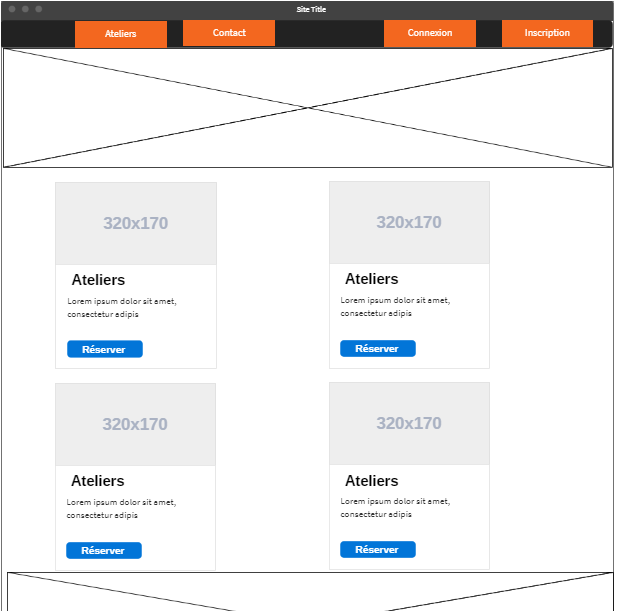 Site Title
Ateliers
Contact
Connexion
Inscription
320x170
Ateliers
Lorem ipsum dolor sit amet,
consectetur adipis
Réserver
320x170
Ateliers
Lorem ipsum dolor sit amet,
consectetur adipis
Réserver
320x170
Ateliers
Lorem ipsum dolor sit amet,
consectetur adipis
Réserver
320x170
Ateliers
Lorem ipsum dolor sit amet,
consectetur adipis
Réserver